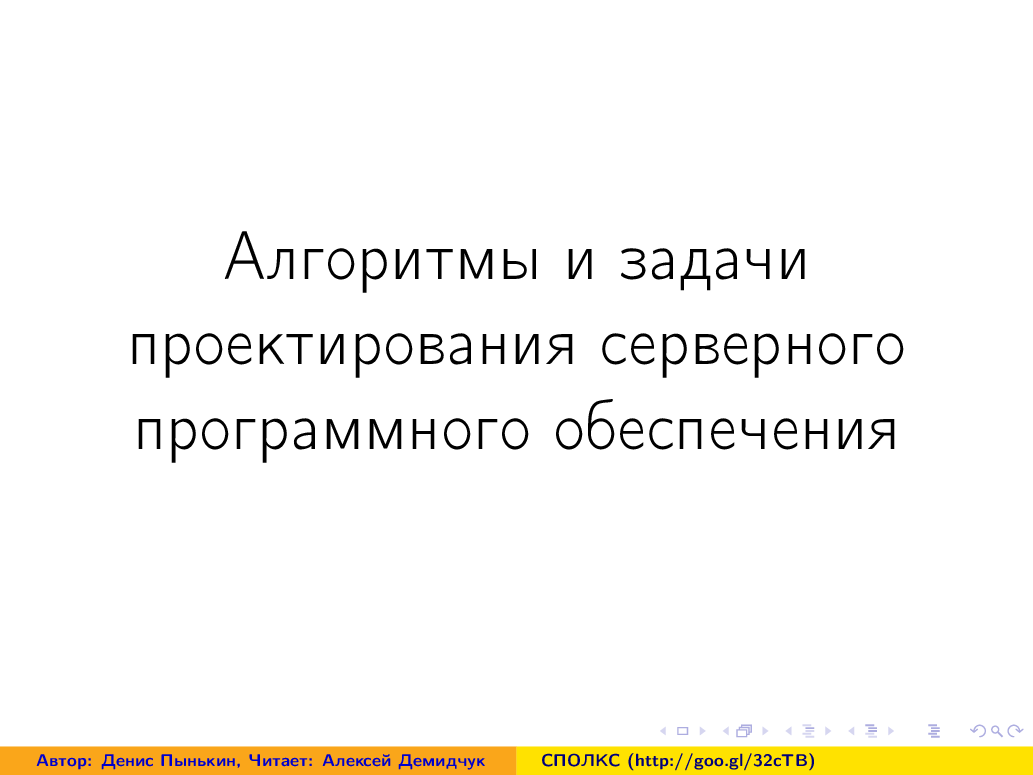 Алгоритмы и задачи
проектирования серверного
программного обеспечения
Автор: Денис Пынькин, Читает: Алексей Демидчук
СПОЛКС (http://goo.gl/32cTB)